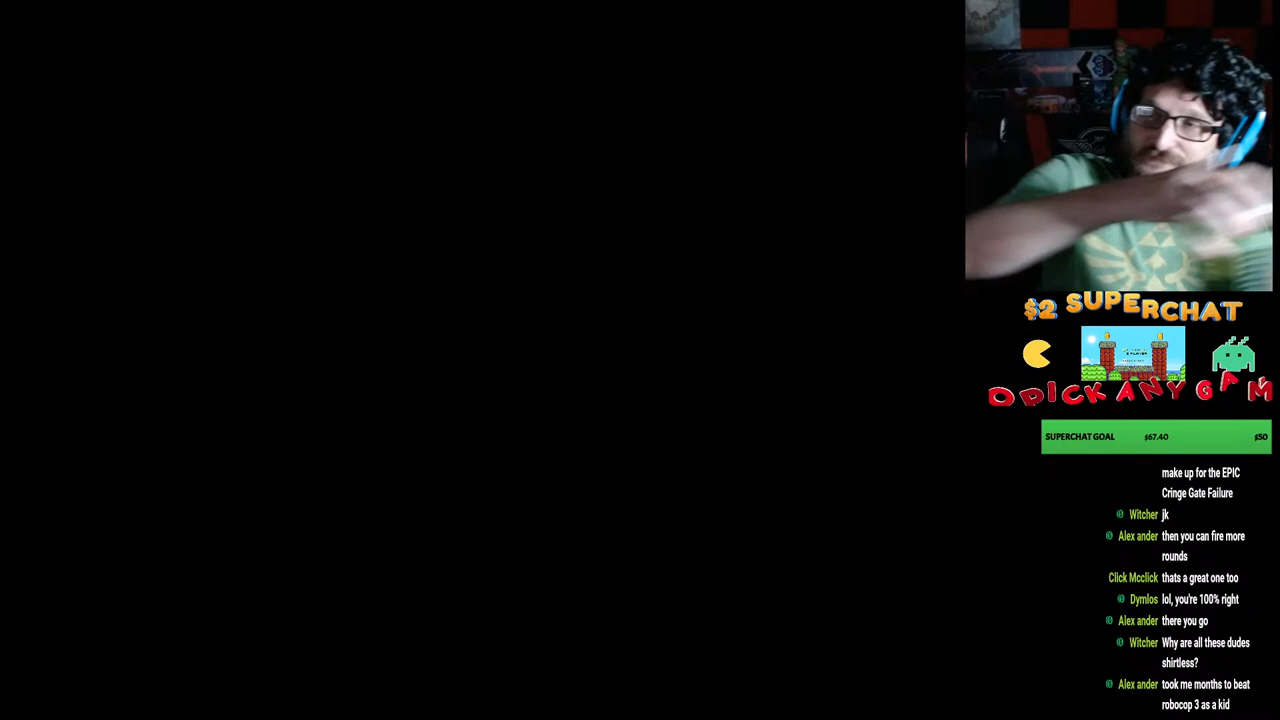 $2 SUPERCHAT
PICK ANY GAM
SUPERCHAT GOAL $67.40 $50
make up for the EPIC
Cringe Gate Failure
Witcher jk
Alex ander then you can fire more
rounds
Click Mcclick thats a great one too
Dymlos lol, you're 100% right
Alex ander there you go
Witcher Why are all these dudes
shirtless?
Alex ander took me months to beat
robocop 3 as a kid